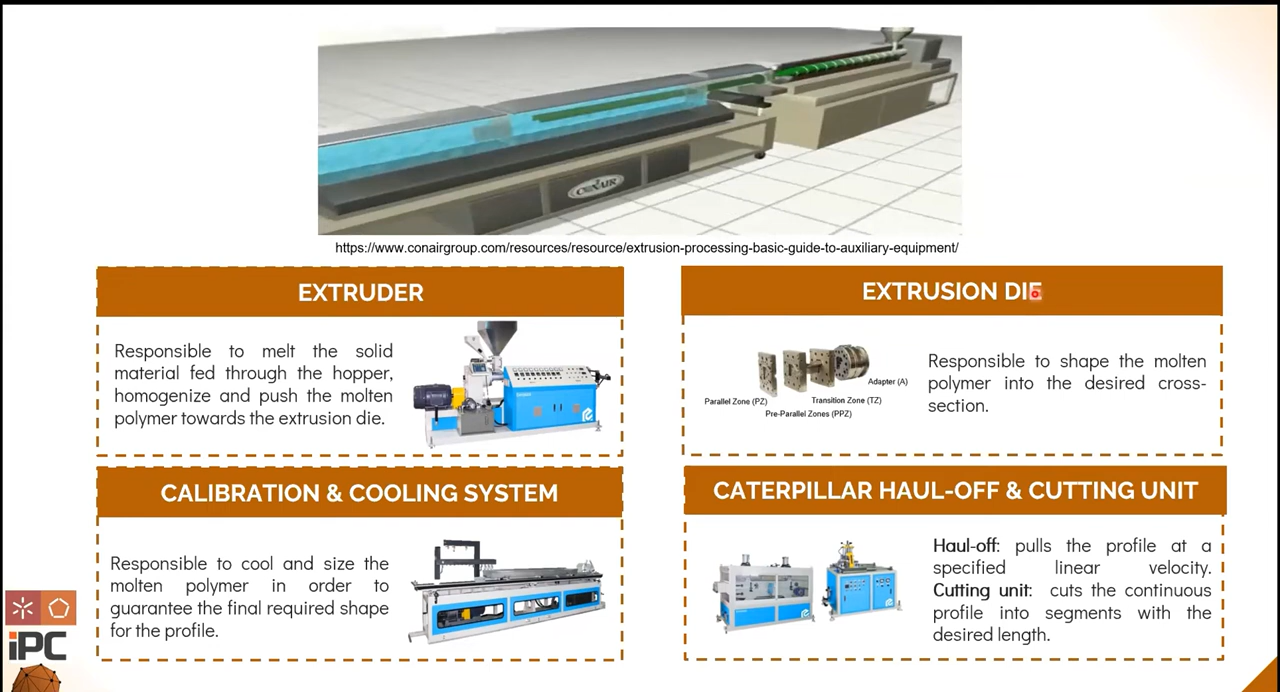 CONAIR
https://www.conairgroup.com/resources/resource/extrusion-processing-basic-guide-to-auxiliary-equipment/
EXTRUDER
Responsible to melt the solid
material fed through the hopper,
homogenize and push the molten
polymer towards the extrusion die.
EXTRUSION DIE
Adapter (A)
Parallel Zone (PZ)
Transition Zone (TZ)
Pre-Parallel Zones (PPZ)
Responsible to shape the molten
polymer into the desired cross-
section.
CALIBRATION & COOLING SYSTEM
Responsible to cool and size the
molten polymer in order to
guarantee the final required shape
for the profile.
CATERPILLAR HAUL-OFF & CUTTING UNIT
Haul-off: pulls the profile at a
specified linear velocity.
Cutting unit: cuts the continuous
profile into segments with the
desired length.
iPC